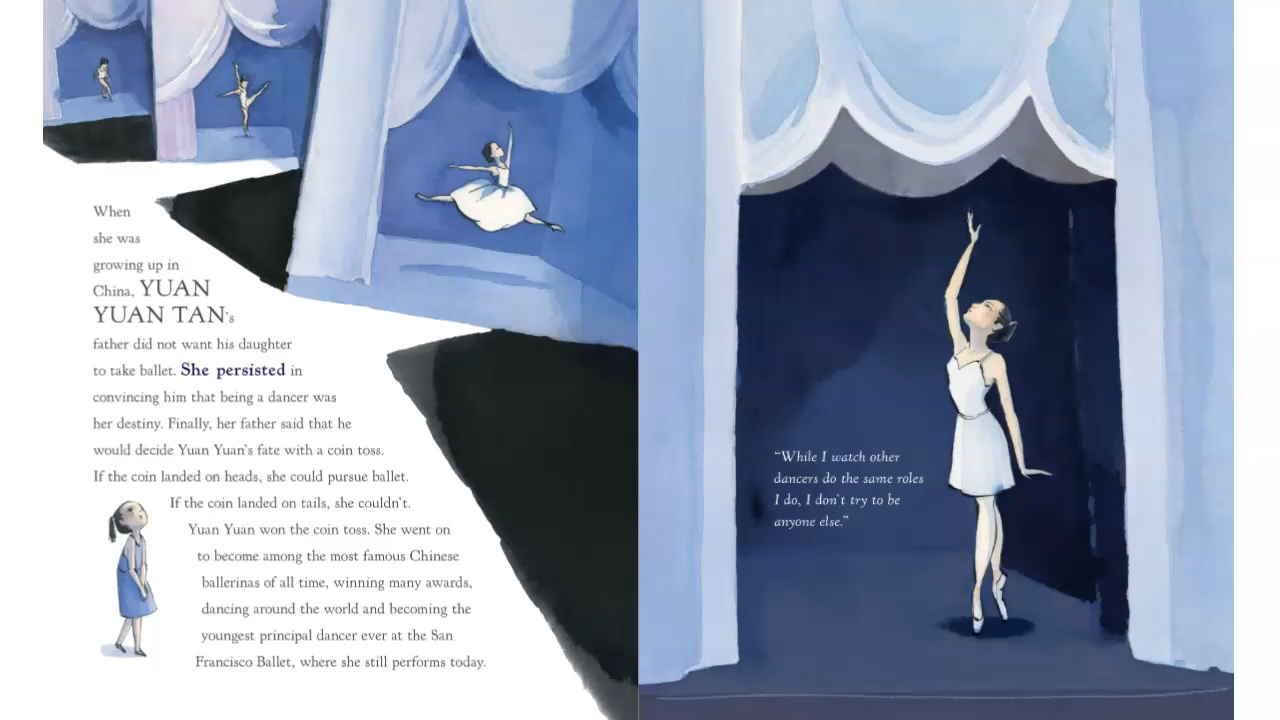 When
she was
growing up in
China, YUAN
YUAN TAN's
father did not want his daughter
to take ballet. She persisted in
convincing him that being a dancer was
her destiny. Finally, her father said that he
would decide Yuan Yuan's fate with a coin toss.
If the coin landed on heads, she could pursue ballet.
If the coin landed on tails, she couldn't.
Yuan Yuan won the coin toss. She went on
to become among the most famous Chinese
ballerinas of all time, winning many awards,
dancing around the world and becoming the
youngest principal dancer ever at the San
Francisco Ballet, where she still performs today.
“While I watch other
dancers do the same roles
I do, I don't try to be
anyone else.”